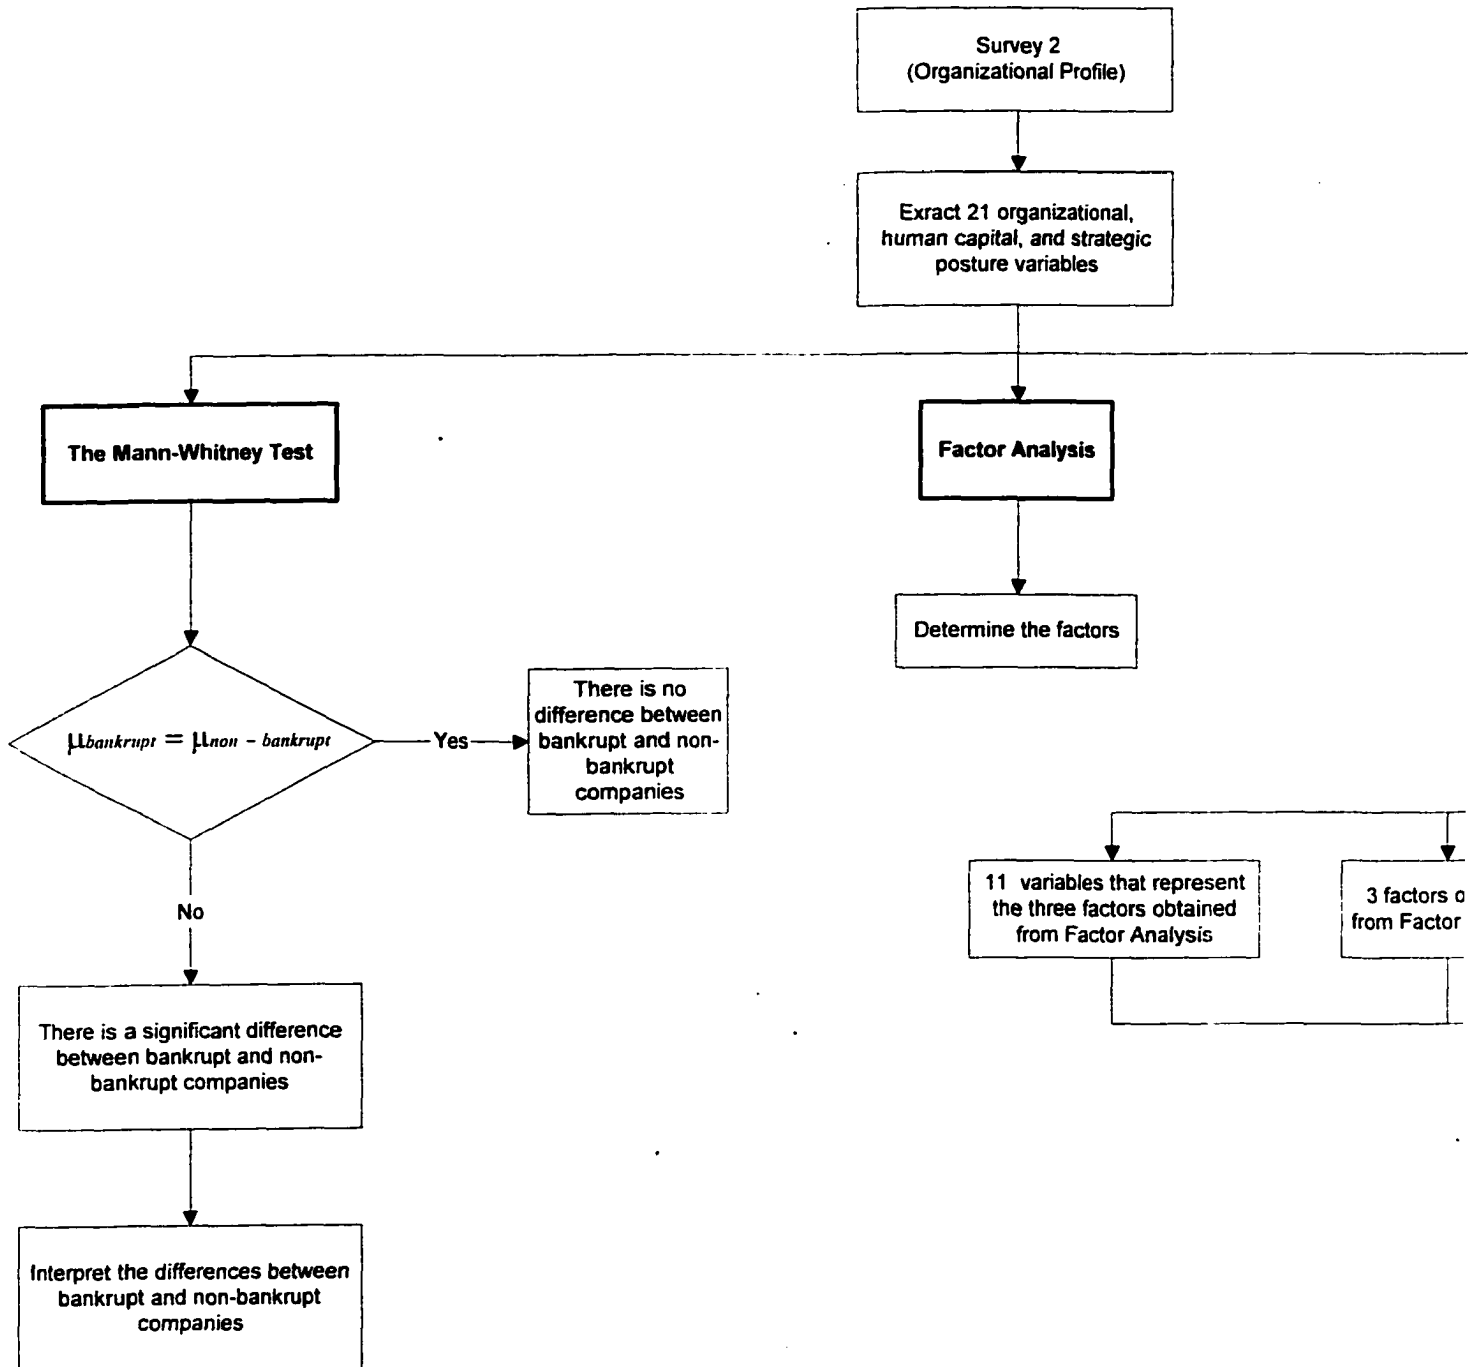 Survey 2
(Organizational Profile)
Exract 21 organizational,
human capital, and strategic
posture variables
The Mann-Whitney Test
Factor Analysis
Determine the factors
μbankrupt = μnon - bankrupt
Yes
There is no
difference between
bankrupt and non-
bankrupt
companies
No
11 variables that represent
the three factors obtained
from Factor Analysis
3 factors o
from Factor
There is a significant difference
between bankrupt and non-
bankrupt companies
Interpret the differences between
bankrupt and non-bankrupt
companies